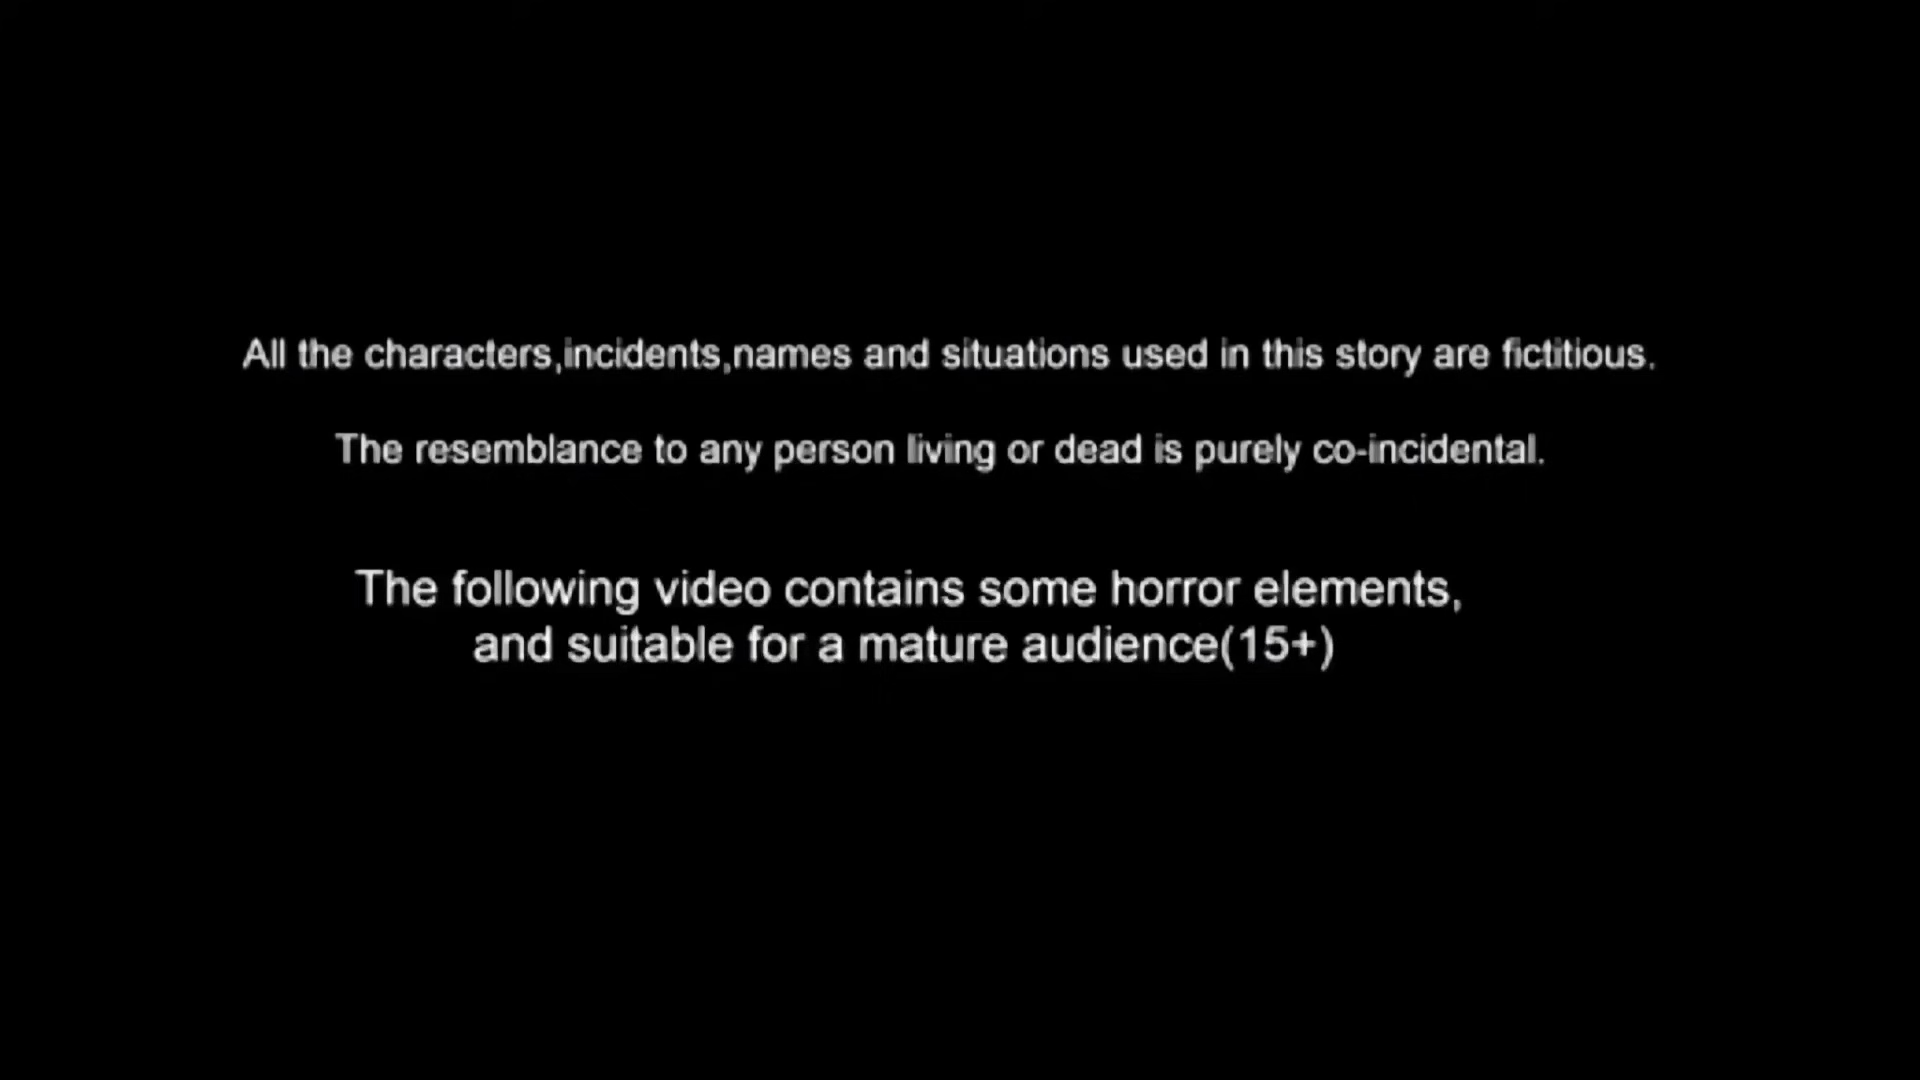 All the characters,incidents,names and situations used in this story are fictitious.
The resemblance to any person living or dead is purely co-incidental.
The following video contains some horror elements,
and suitable for a mature audience(15+)